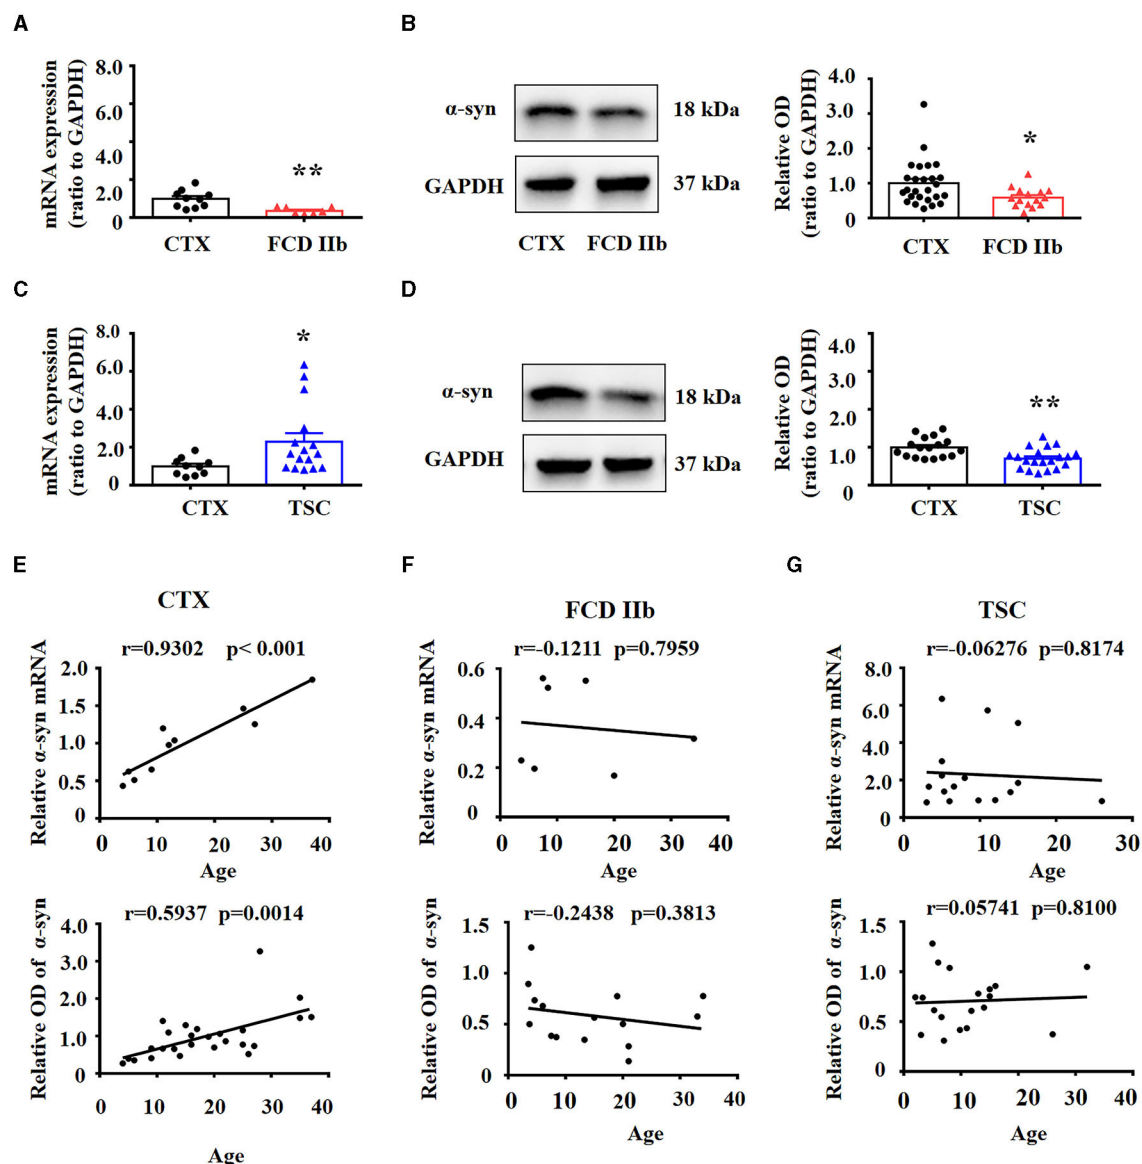 A
mRNA expression
(ratio to GAPDH)
8.0
6.0
4.0
2.0
0
**
CTX
FCD IIb
B
α-syn
18 kDa
GAPDH
37 kDa
CTX
FCD IIb
Relative OD
(ratio to GAPDH)
4.0
3.0
2.0
1.0
0
*
CTX
FCD IIb
C
mRNA expression
(ratio to GAPDH)
8.0
6.0
4.0
2.0
0
*
CTX
TSC
D
α-syn
18 kDa
GAPDH
37 kDa
Relative OD
(ratio to GAPDH)
4.0
3.0
2.0
1.0
0
**
CTX
TSC
E
CTX
r=0.9302 p< 0.001
Relative α-syn mRNA
2.0
1.5
1.0
0.5
0
0 10 20 30 40
Age
r=0.5937 p=0.0014
Relative OD of α-syn
4.0
3.0
2.0
1.0
0
0 10 20 30 40
Age
F
FCD IIb
r=-0.1211 p=0.7959
Relative α-syn mRNA
0.6
0.4
0.2
0
0 10 20 30 40
Age
r=-0.2438 p=0.3813
Relative OD of α-syn
1.5
1.0
0.5
0
0 10 20 30 40
Age
G
TSC
r=-0.06276 p=0.8174
Relative α-syn mRNA
8.0
6.0
4.0
2.0
0
0 10 20 30
Age
r=0.05741 p=0.8100
Relative OD of α-syn
1.5
1.0
0.5
0
0 10 20 30 40
Age